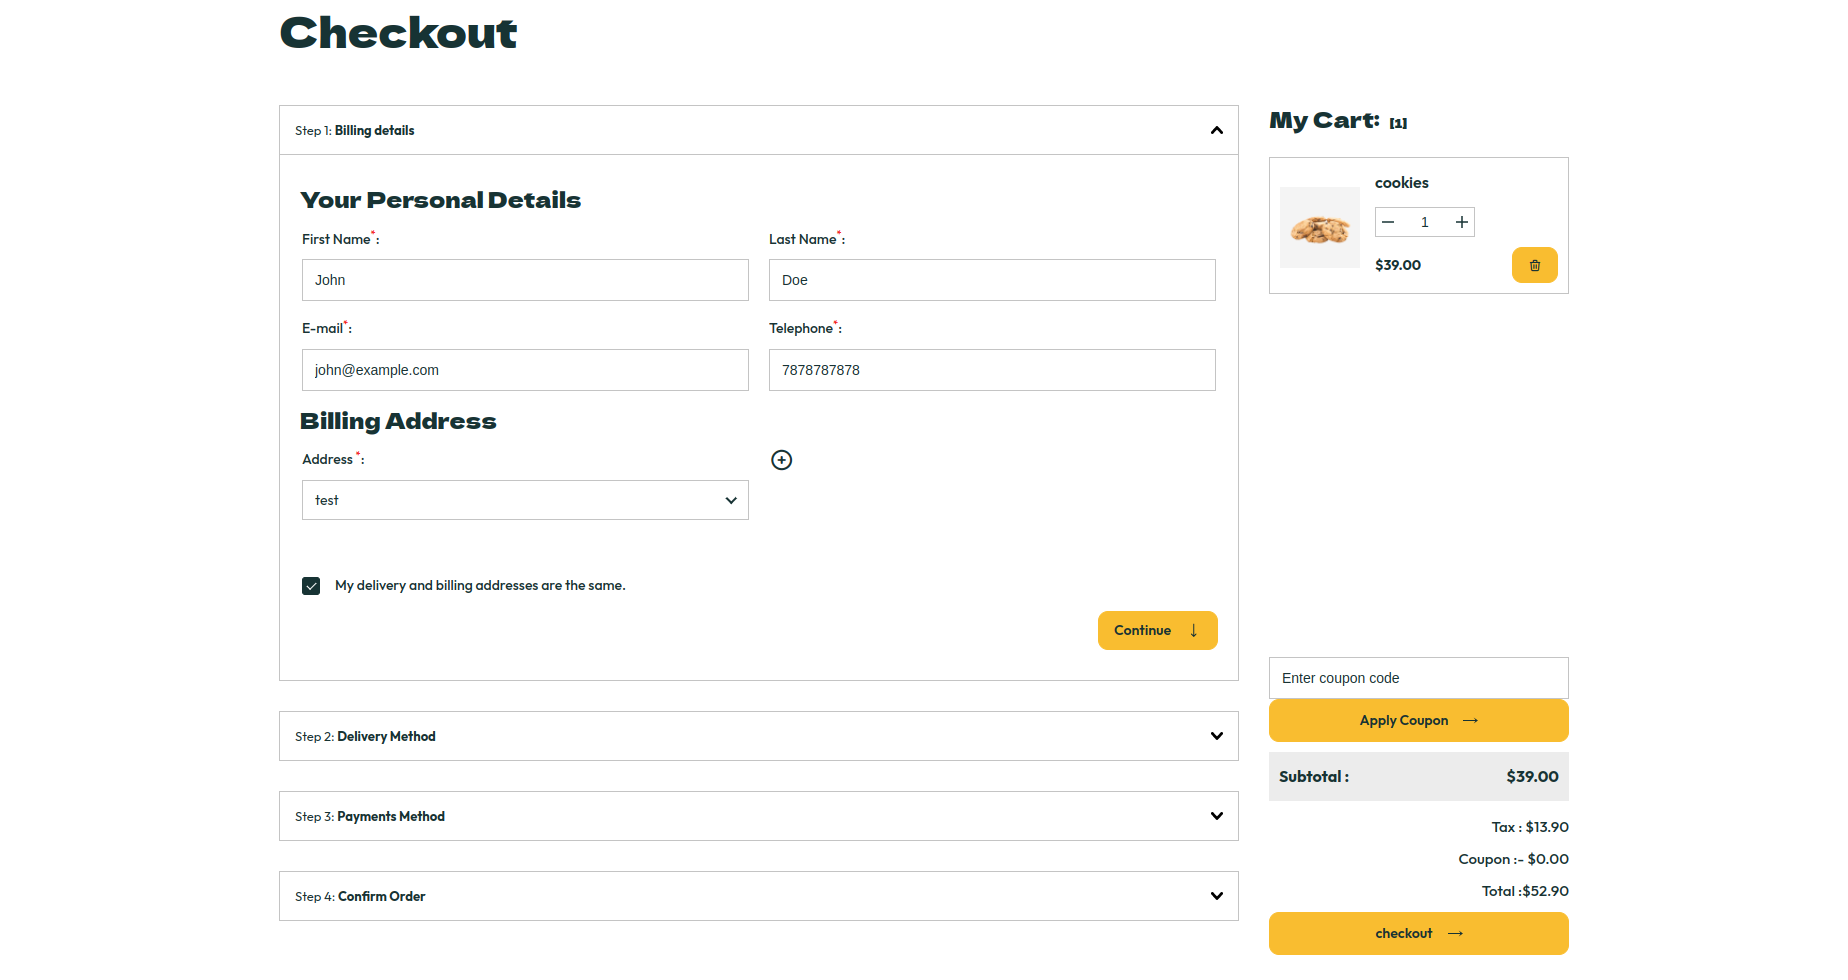 Checkout
Step 1: Billing details
Your Personal Details
First Name*:
Last Name*:
John
Doe
E-mail*:
Telephone*:
john@example.com
7878787878
Billing Address
Address *:
test
My delivery and billing addresses are the same.
Continue ↓
Step 2: Delivery Method
Step 3: Payments Method
Step 4: Confirm Order
My Cart: [1]
cookies
1
$39.00
Enter coupon code
Apply Coupon →
Subtotal : $39.00
Tax : $13.90
Coupon :- $0.00
Total :$52.90
checkout →